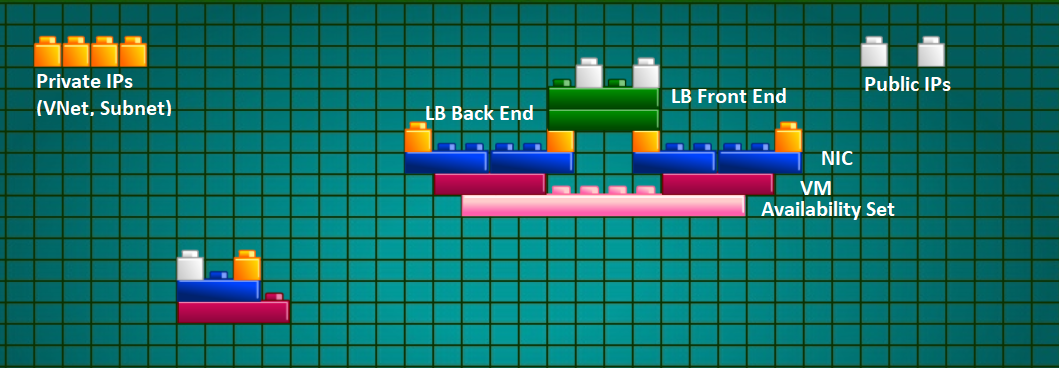 Private IPs
(VNet, Subnet)
LB Back End
LB Front End
Public IPs
NIC
VM
Availability Set